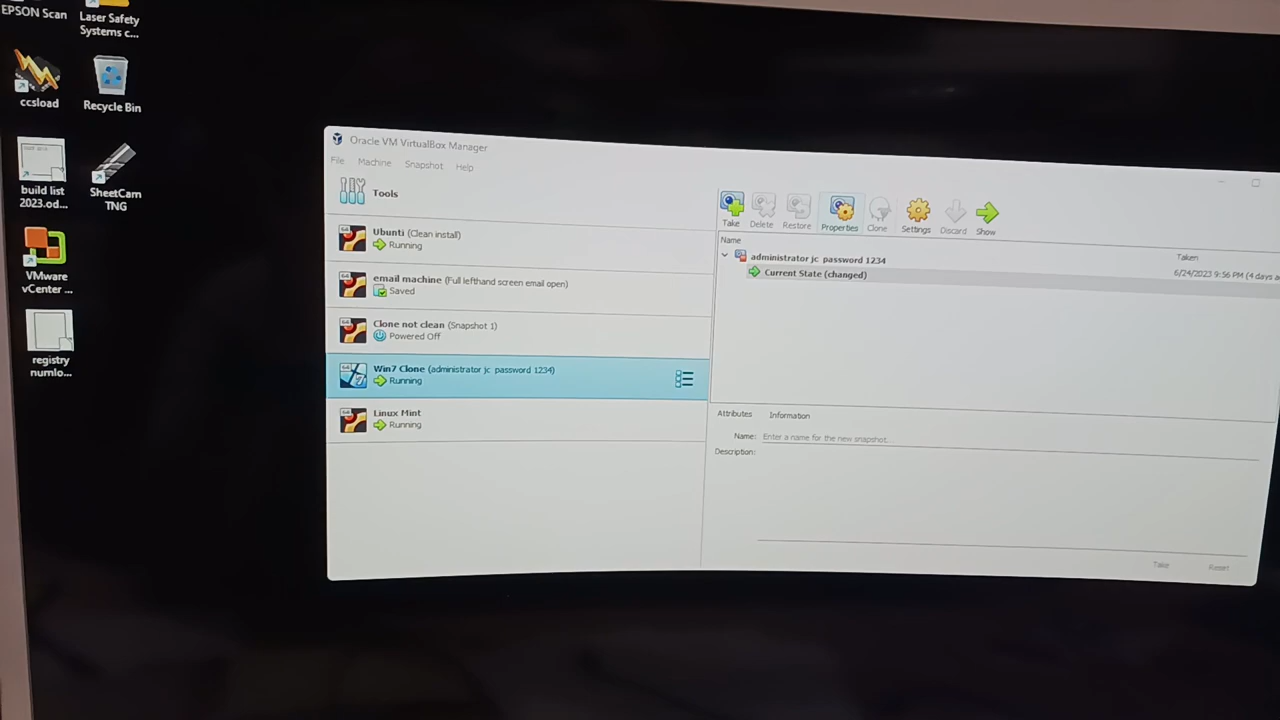 EPSON Scan
Laser Safety
Systems c...
ccsload
Recycle Bin
build list
2023.od...
SheetCam
TNG
VMware
vCenter ...
registry
numlo...
Oracle VM VirtualBox Manager
File Machine Snapshot Help
Tools
Ubunti (Clean install)
Running
email machine (Full lefthand screen email open)
Saved
Clone not clean (Snapshot 1)
Powered Off
Win7 Clone (administrator jc password 1234)
Running
Linux Mint
Running
Take Delete Restore Properties Clone Settings Discard Show
Name Taken
administrator jc password 1234 6/24/2023 9:56 PM (4 days a
Current State (changed)
Attributes Information
Name: Enter a name for the new snapshot...
Description:
Take Reset